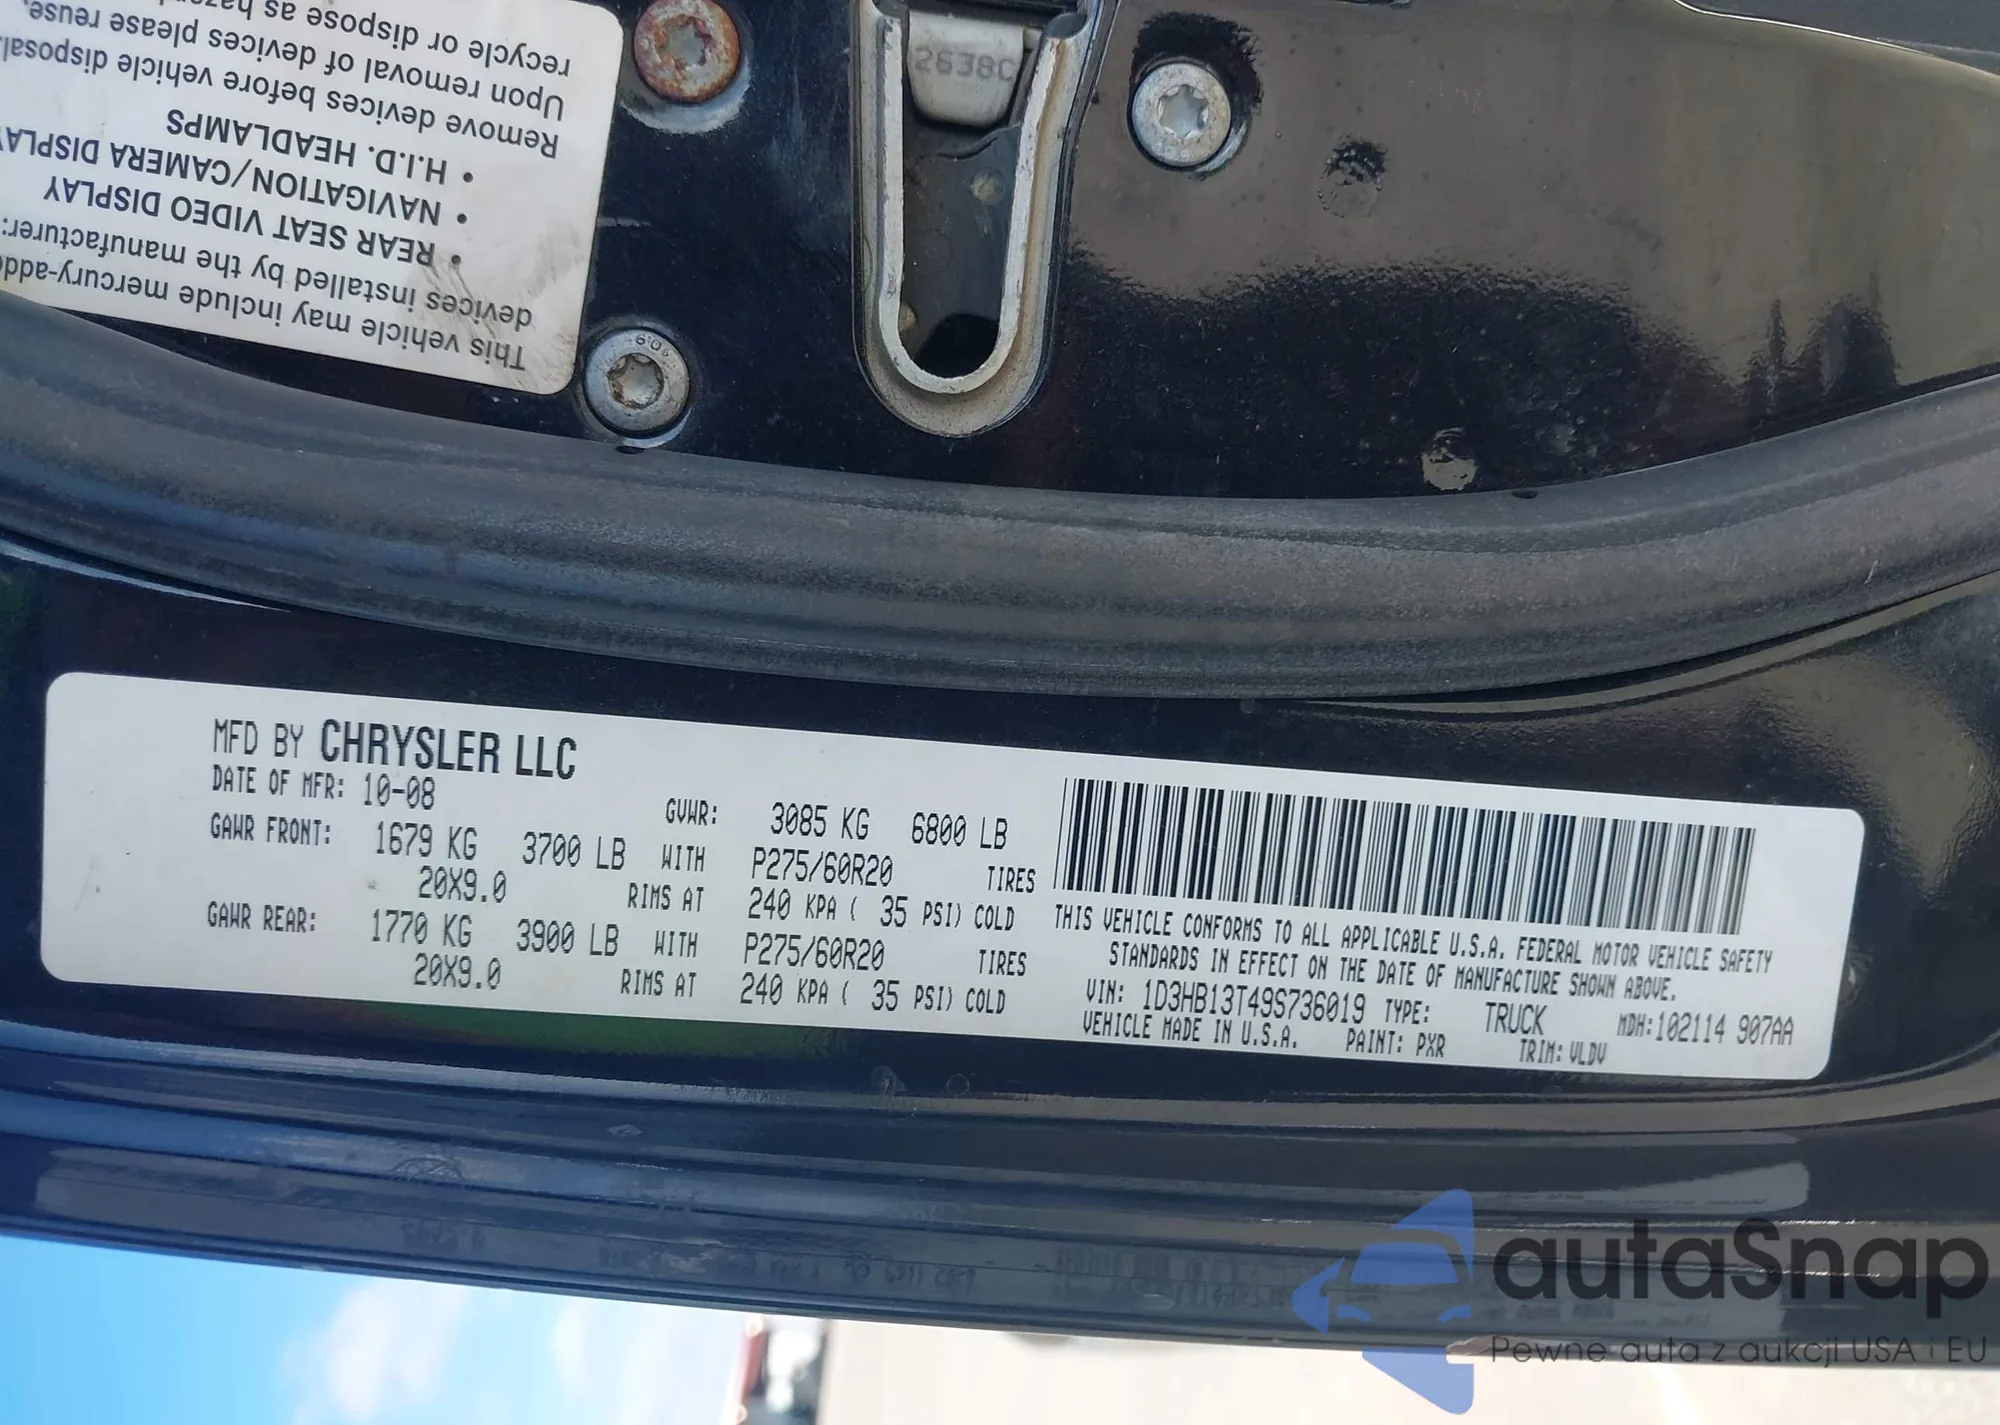 This vehicle may include mercury-adde
devices installed by the manufacturer:
• REAR SEAT VIDEO DISPLAY
• NAVIGATION/CAMERA DISPLAY
• H.I.D. HEADLAMPS
Remove devices before vehicle disposal.
Upon removal of devices please reuse,
recycle or dispose as
2638C
MFD BY CHRYSLER LLC
DATE OF MFR: 10-08 GVWR: 3085 KG 6800 LB
GAWR FRONT: 1679 KG 3700 LB WITH P275/60R20 TIRES
20X9.0 RIMS AT 240 KPA ( 35 PSI) COLD
GAWR REAR: 1770 KG 3900 LB WITH P275/60R20 TIRES
20X9.0 RIMS AT 240 KPA ( 35 PSI) COLD
THIS VEHICLE CONFORMS TO ALL APPLICABLE U.S.A. FEDERAL MOTOR VEHICLE SAFETY
STANDARDS IN EFFECT ON THE DATE OF MANUFACTURE SHOWN ABOVE.
VIN: 1D3HB13T49S736019 TYPE: TRUCK MDH:102114 907AA
VEHICLE MADE IN U.S.A. PAINT: PXR TRIM: VLDV
autaSnap
Pewne auta z aukcji USA i EU